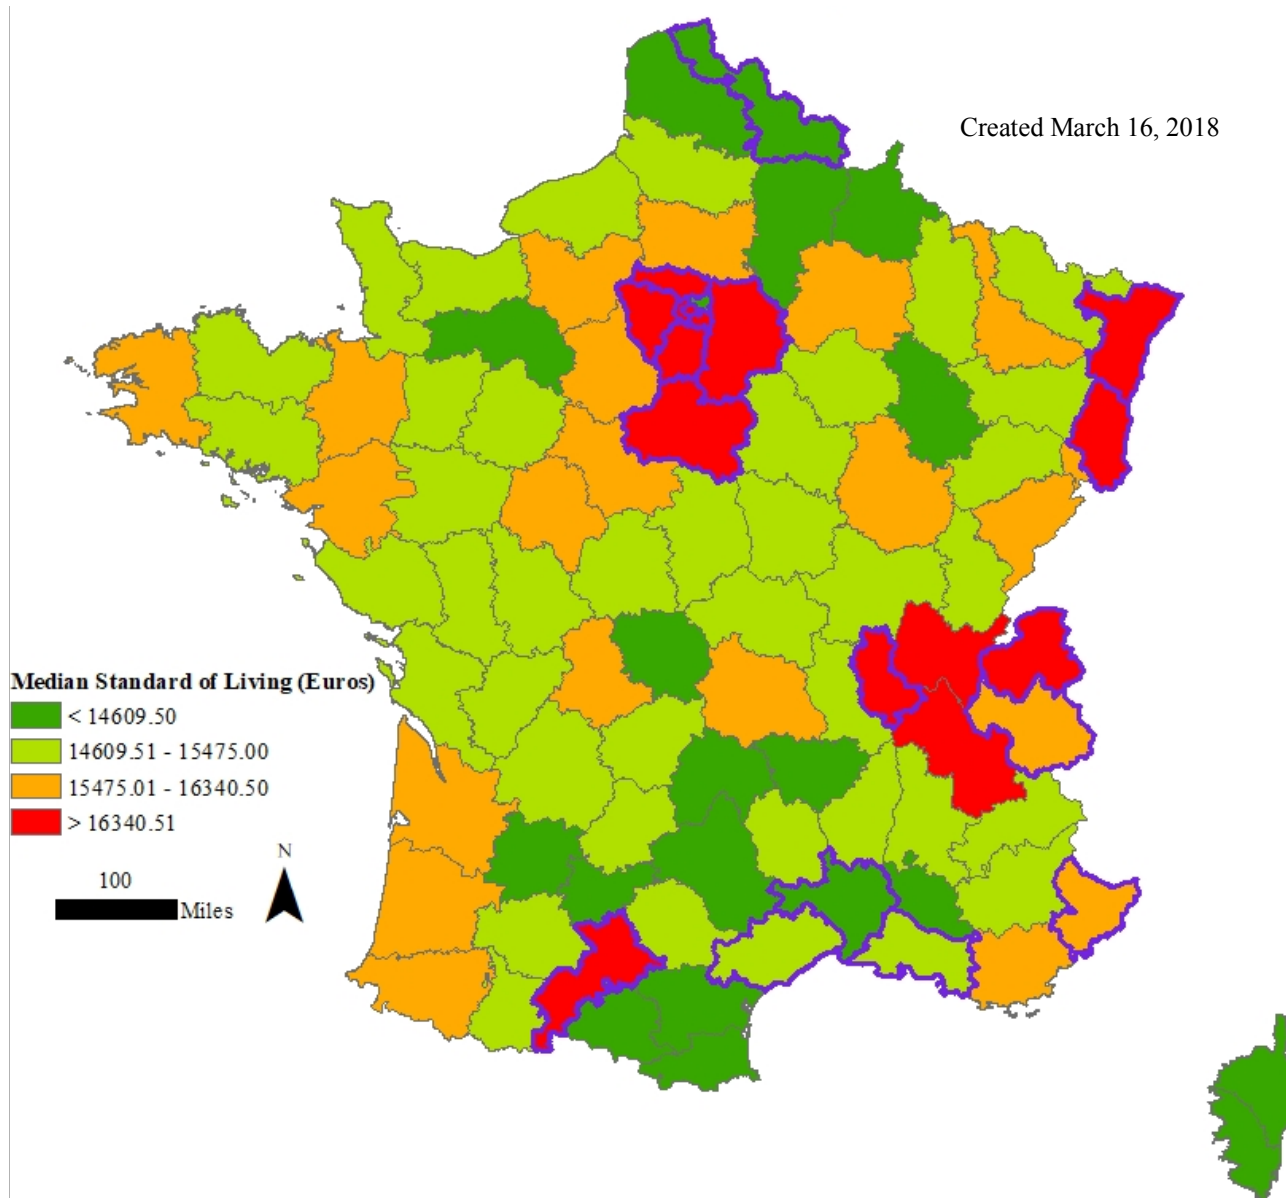 Created March 16, 2018
Median Standard of Living (Euros)
< 14609.50
14609.51 - 15475.00
15475.01 - 16340.50
> 16340.51
N
100
Miles